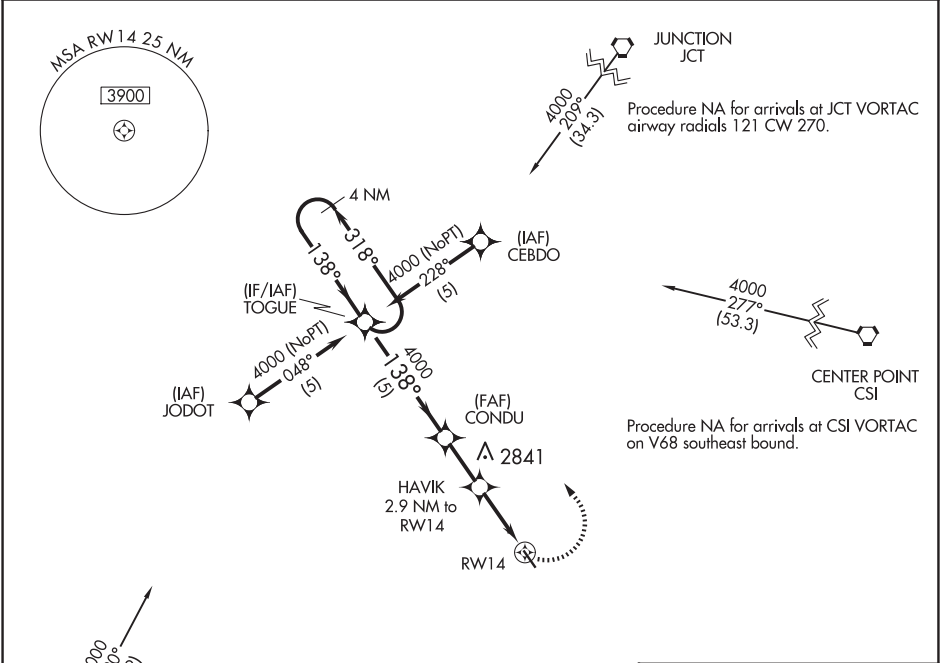 MSA RW14 25 NM
3900
JUNCTION
JCT
4000
209°
(34.3)
Procedure NA for arrivals at JCT VORTAC
airway radials 121 CW 270.
4 NM
318°
138°
4000 (NoPT)
228°
(5)
(IAF)
CEBDO
(IF/IAF)
TOGUE
4000
277°
(53.3)
CENTER POINT
CSI
4000 (NoPT)
048°
(5)
(IAF)
JODOT
4000
138°
(5)
(FAF)
CONDU
2841
Procedure NA for arrivals at CSI VORTAC
on V68 southeast bound.
HAVIK
2.9 NM to
RW14
RW14